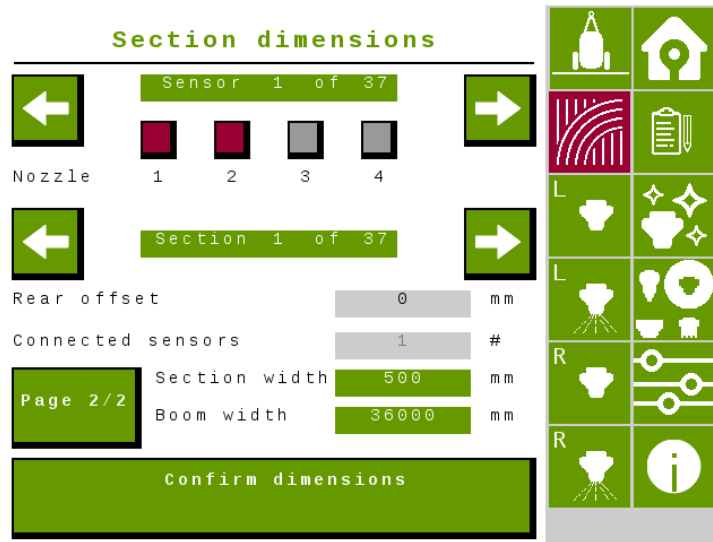 Section dimensions
Sensor 1 of 37
Nozzle 1 2 3 4
Section 1 of 37
Rear offset 0 mm
Connected sensors 1 #
Section width 500 mm
Page 2/2
Boom width 36000 mm
Confirm dimensions
L
L
R
R